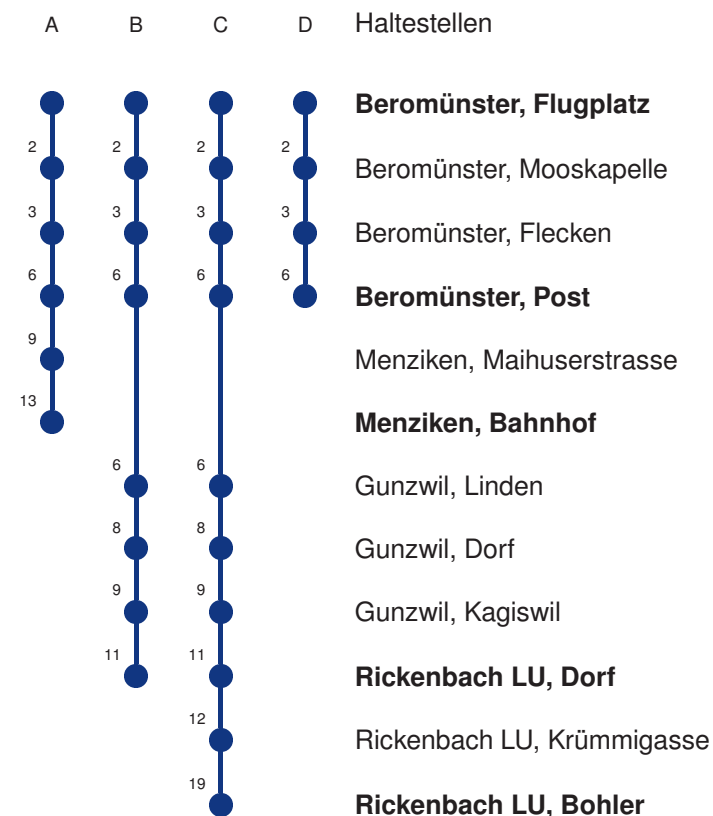 A B C D Haltestellen
Beromünster, Flugplatz
2 2 2 2 Beromünster, Mooskapelle
3 3 3 3 Beromünster, Flecken
6 6 6 6 Beromünster, Post
9 Menziken, Maihuserstrasse
13 Menziken, Bahnhof
6 6 Gunzwil, Linden
8 8 Gunzwil, Dorf
9 9 Gunzwil, Kagiswil
11 11 Rickenbach LU, Dorf
12 Rickenbach LU, Krümmigasse
19 Rickenbach LU, Bohler